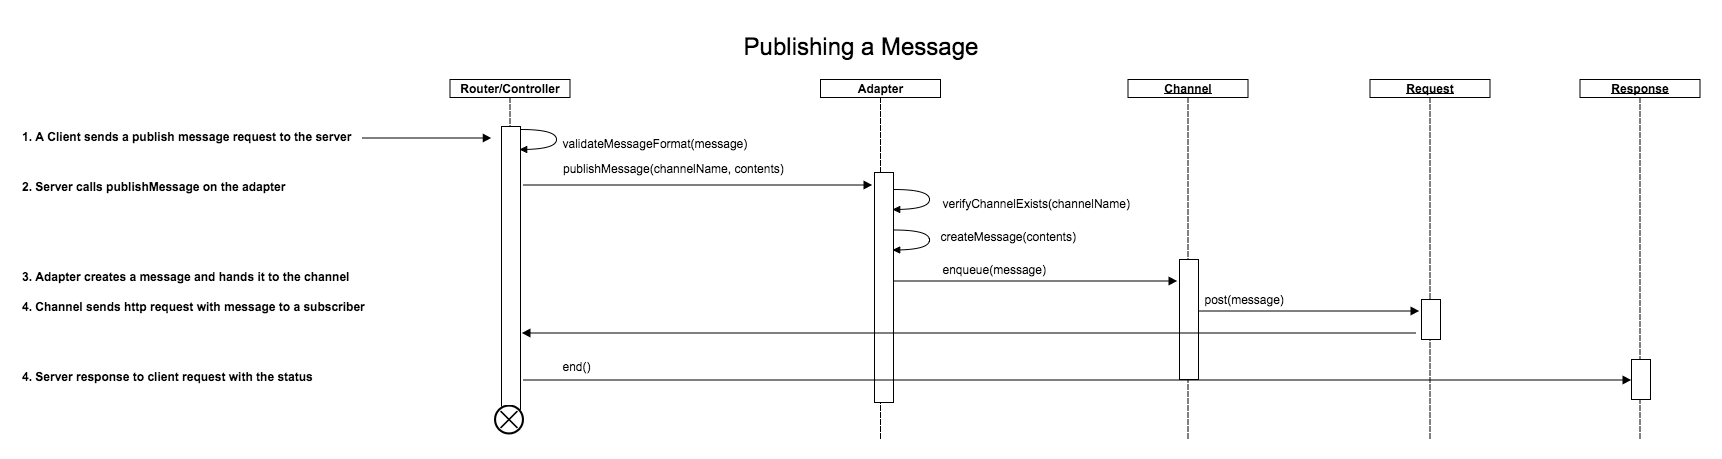 Publishing a Message
Router/Controller
Adapter
Channel
Request
Response
1. A Client sends a publish message request to the server
validateMessageFormat(message)
publishMessage(channelName, contents)
2. Server calls publishMessage on the adapter
verifyChannelExists(channelName)
createMessage(contents)
enqueue(message)
3. Adapter creates a message and hands it to the channel
post(message)
4. Channel sends http request with message to a subscriber
end()
4. Server response to client request with the status